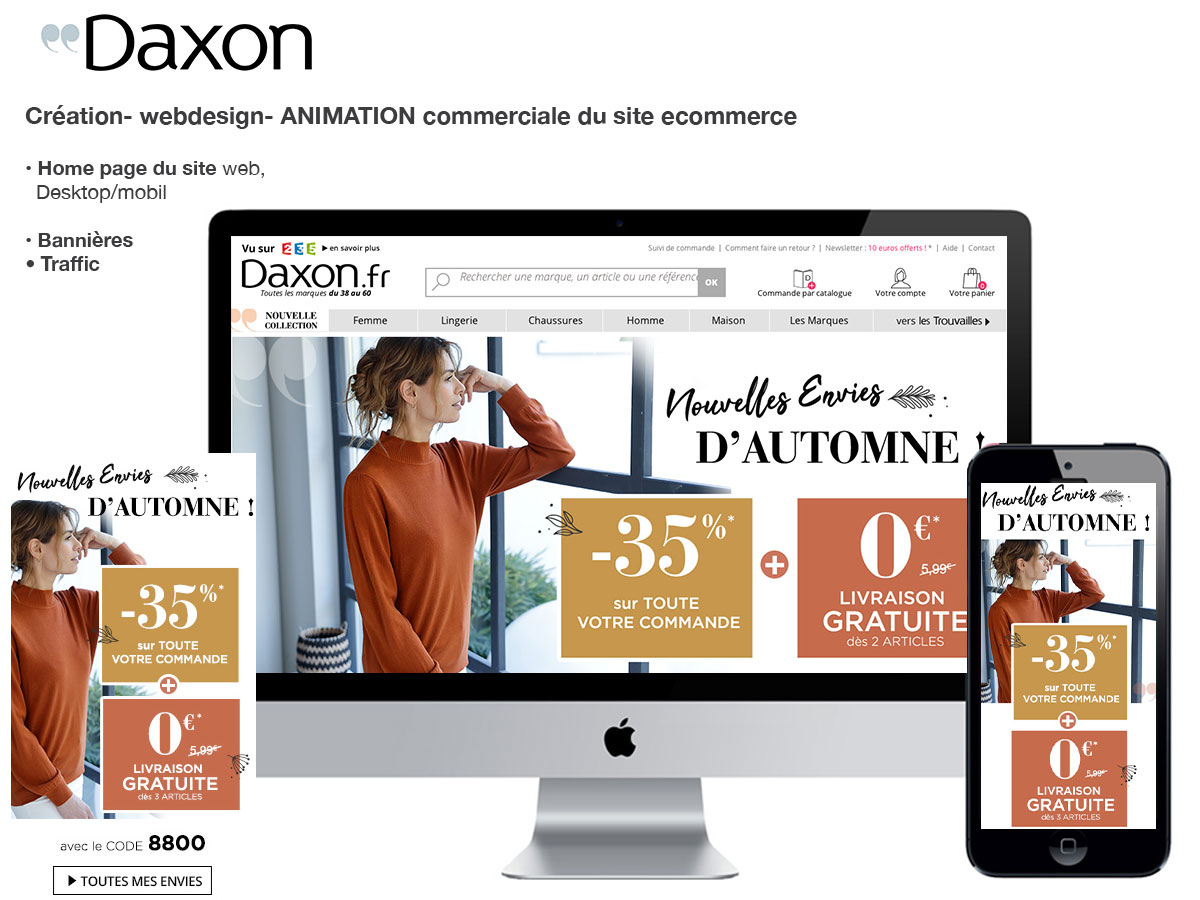 Daxon
Création- webdesign- ANIMATION commerciale du site ecommerce
• Home page du site web,
Desktop/mobil
• Bannières
• Traffic
Vu sur 2 3 5 en savoir plus
Suivi de commande | Comment faire un retour ? | Newsletter : 10 euros offerts ! * | Aide | Contact
Daxon.fr
Toutes les marques du 38 au 60
Rechercher une marque, un article ou une référenc
OK
D
Commande par catalogue
Votre compte
0
Votre panier
NOUVELLE
COLLECTION
Femme
Lingerie
Chaussures
Homme
Maison
Les Marques
vers les Trouvailles
Nouvelles Envies
D'AUTOMNE !
-35%*
sur TOUTE
VOTRE COMMANDE
+
0€*
5,99€
LIVRAISON
GRATUITE
dès 2 ARTICLES
Nouvelles Envies
D'AUTOMNE !
-35%*
sur TOUTE
VOTRE COMMANDE
+
0€*
5,99€
LIVRAISON
GRATUITE
dès 3 ARTICLES
avec le CODE 8800
TOUTES MES ENVIES
Nouvelles Envies
D'AUTOMNE !
-35%*
sur TOUTE
VOTRE COMMANDE
+
0€*
5,99€
LIVRAISON
GRATUITE
dès 3 ARTICLES